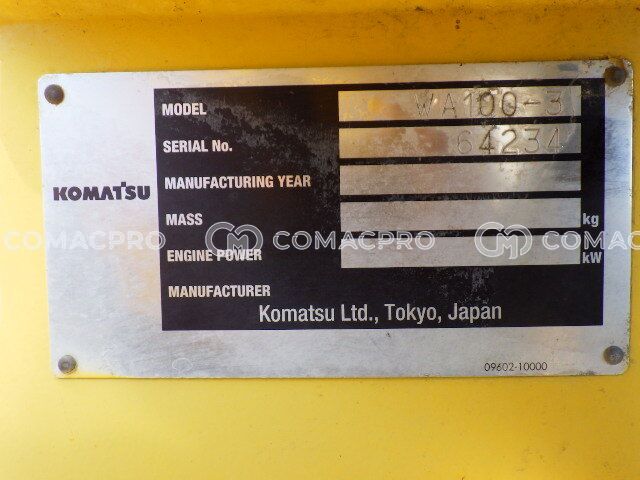 MODEL WA100-3
SERIAL No. 64234
KOMATSU
MANUFACTURING YEAR
MASS kg
COMACPRO COMACPRO COMACPRO
ENGINE POWER kW
MANUFACTURER
Komatsu Ltd., Tokyo, Japan
09602-10000